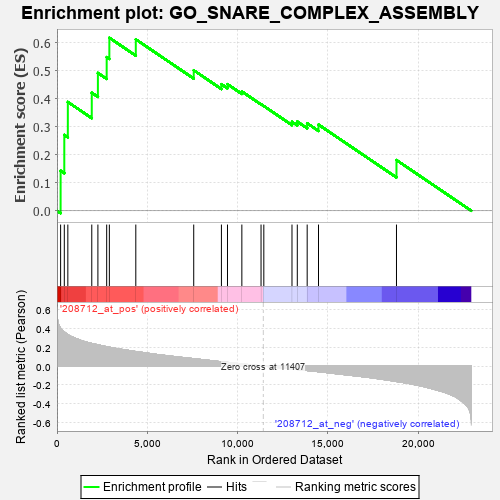 Enrichment plot: GO_SNARE_COMPLEX_ASSEMBLY
Enrichment score (ES)
0.6
0.5
0.4
0.3
0.2
0.1
0.0
'208712_at_pos' (positively correlated)
Ranked list metric (Pearson)
0.6
0.4
0.2
0.0
-0.2
-0.4
-0.6
Zero cross at 11407
'208712_at_neg' (negatively correlated)
0 5,000 10,000 15,000 20,000
Rank in Ordered Dataset
Enrichment profile Hits Ranking metric scores